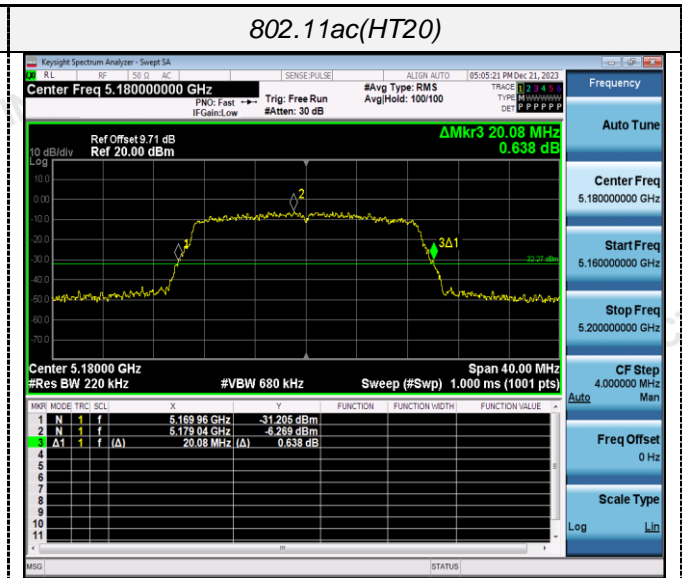 802.11ac(HT20)
Keysight Spectrum Analyzer - Swept SA
RL RF 50 Ω AC SENSE:PULSE ALIGN AUTO 05:05:21 PM Dec 21, 2023
Center Freq 5.180000000 GHz #Avg Type: RMS TRACE 1 2 3 4 5 6
PNO: Fast Trig: Free Run Avg|Hold: 100/100 TYPE M WWWWW
IFGain:Low #Atten: 30 dB DET P P P P P P
Frequency
Auto Tune
Center Freq
5.180000000 GHz
Start Freq
5.160000000 GHz
Stop Freq
5.200000000 GHz
CF Step
4.000000 MHz
Auto Man
Freq Offset
0 Hz
Scale Type
Log Lin
ΔMkr3 20.08 MHz
0.638 dB
Ref Offset 9.71 dB
10 dB/div Ref 20.00 dBm
Log
10.0
0.00
-10.0
-20.0
-30.0
-40.0
-50.0
-60.0
-70.0
1
2
3Δ1
-32.27 dBm
Center 5.18000 GHz Span 40.00 MHz
#Res BW 220 kHz #VBW 680 kHz Sweep (#Swp) 1.000 ms (1001 pts)
MKR MODE TRC SCL X Y FUNCTION FUNCTION WIDTH FUNCTION VALUE
1 N 1 f 5.169 96 GHz -31.205 dBm
2 N 1 f 5.179 04 GHz -6.269 dBm
3 Δ1 1 f (Δ) 20.08 MHz (Δ) 0.638 dB
4
5
6
7
8
9
10
11
MSG STATUS